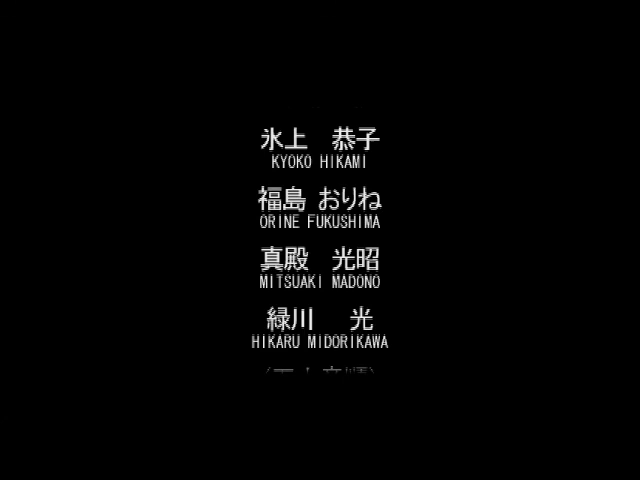 氷上 恭子
KYOKO HIKAMI
福島 おりね
ORINE FUKUSHIMA
真殿 光昭
MITSUAKI MADONO
緑川 光
HIKARU MIDORIKAWA